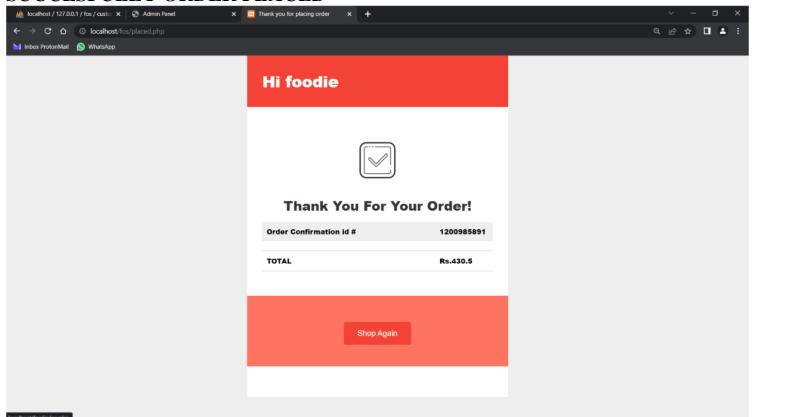 localhost / 127.0.0.1 / fos / custo
Admin Panel
Thank you for placing order
localhost/fos/placed.php
Inbox ProtonMail
WhatsApp
Hi foodie
Thank You For Your Order!
Order Confirmation id # 1200985891
TOTAL Rs.430.5
Shop Again